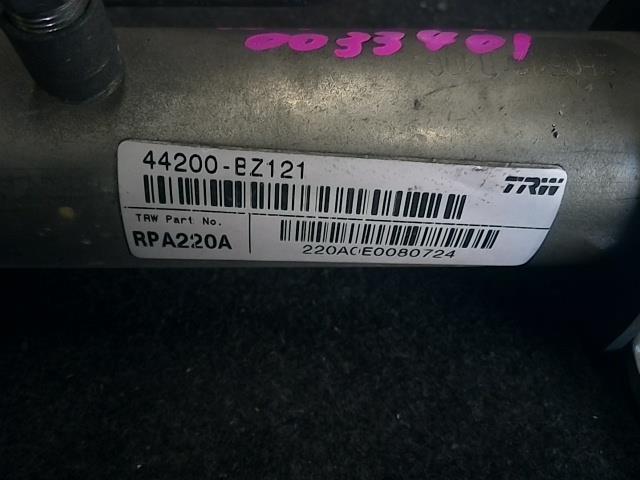 0033401
44200-BZ121
TRW
TRW Part No.
RPA220A
220A0E0080724